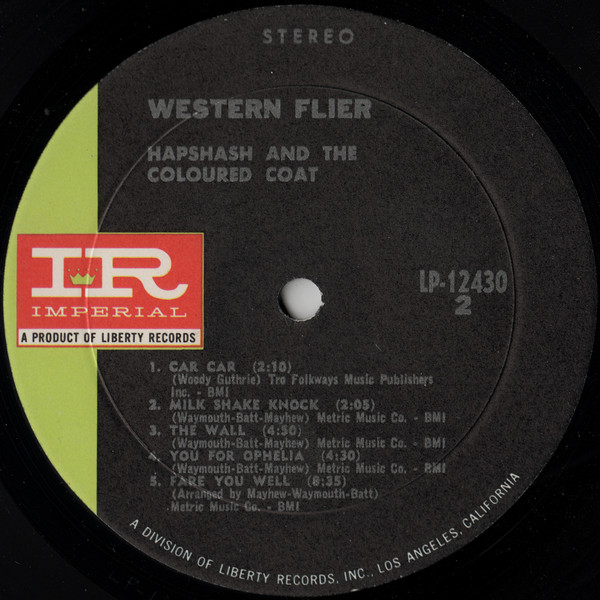 STEREO
WESTERN FLIER
HAPSHASH AND THE
COLOURED COAT
IR
IMPERIAL
A PRODUCT OF LIBERTY RECORDS
LP-12430
2
1. CAR CAR (2:10)
(Woody Guthrie) Tro Folkways Music Publishers
Inc. - BMI
2. MILK SHAKE KNOCK (2:05)
(Waymouth-Batt-Mayhew) Metric Music Co. - BMI
3. THE WALL (4:50)
(Waymouth-Batt-Mayhew) Metric Music Co. - BMI
4. YOU FOR OPHELIA (4:30)
(Waymouth-Batt-Mayhew) Metric Music Co. - BMI
5. FARE YOU WELL (8:35)
(Arranged by Mayhew-Waymouth-Batt)
Metric Music Co. - BMI
A DIVISION OF LIBERTY RECORDS, INC., LOS ANGELES, CALIFORNIA